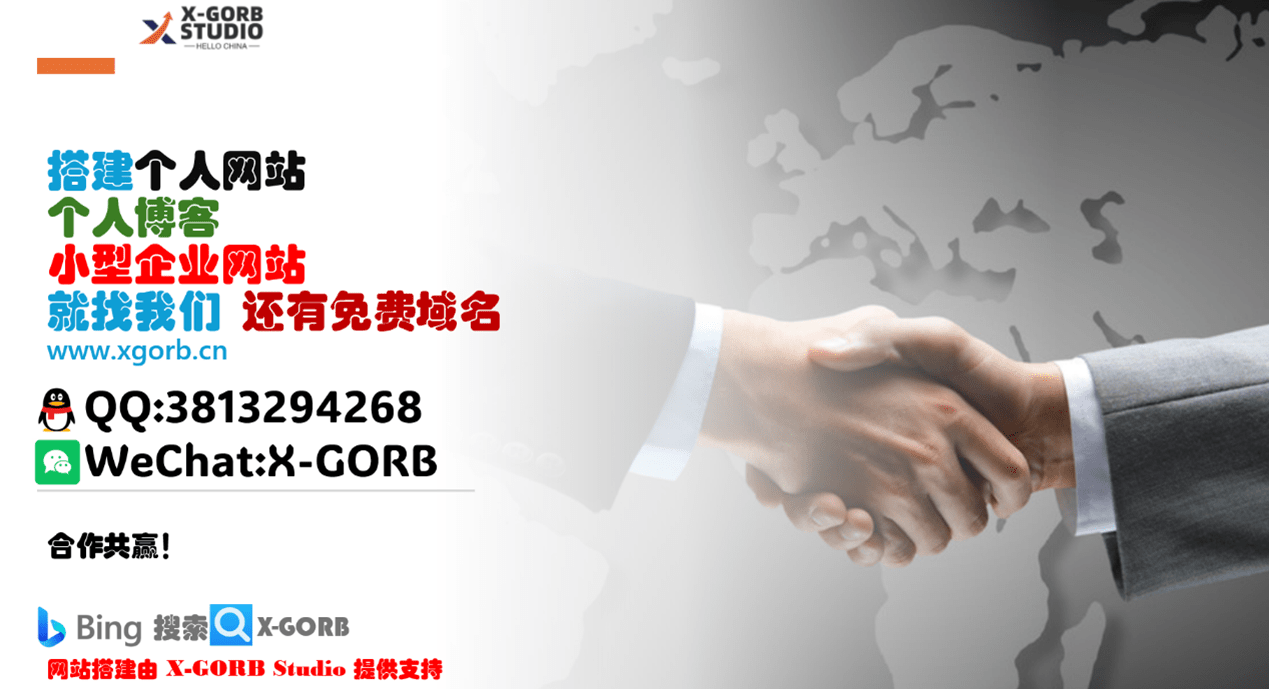 X-GORB
STUDIO
HELLO CHINA
搭建个人网站
个人博客
小型企业网站
就找我们 还有免费域名
www.xgorb.cn
QQ:3813294268
WeChat:X-GORB
合作共赢!
Bing 搜索 X-GORB
网站搭建由 X-GORB Studio 提供支持